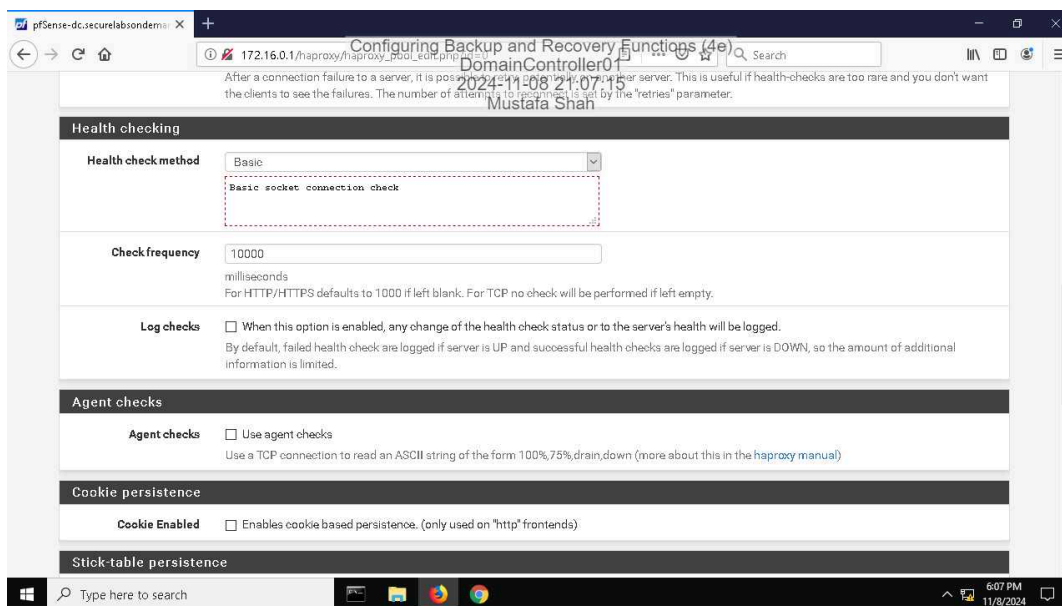 pfSense-dc.securelabsondema
172.16.0.1/haproxy/haproxy_pool_edit.php?id=0
Search
Configuring Backup and Recovery Functions (4e)
DomainController01
2024-11-08 21:07:15
Mustafa Shah
After a connection failure to a server, it is possible to retry, potentially on another server. This is useful if health-checks are too rare and you don't want
the clients to see the failures. The number of attempts to reconnect is set by the "retries" parameter.
Health checking
Health check method
Basic
Basic socket connection check
Check frequency
10000
milliseconds
For HTTP/HTTPS defaults to 1000 if left blank. For TCP no check will be performed if left empty.
Log checks
When this option is enabled, any change of the health check status or to the server's health will be logged.
By default, failed health check are logged if server is UP and successful health checks are logged if server is DOWN, so the amount of additional
information is limited.
Agent checks
Agent checks
Use agent checks
Use a TCP connection to read an ASCII string of the form 100%,75%,drain,down (more about this in the haproxy manual)
Cookie persistence
Cookie Enabled
Enables cookie based persistence. (only used on "http" frontends)
Stick-table persistence
Type here to search
6:07 PM
11/8/2024